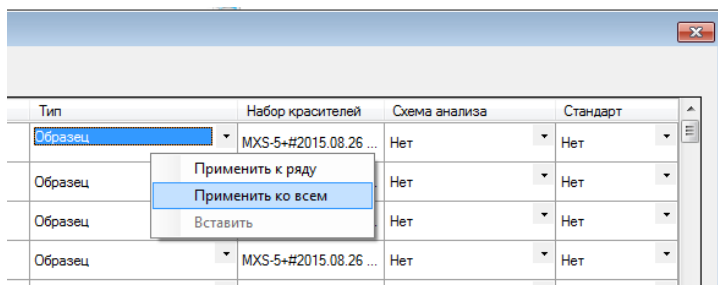 Тип Набор красителей Схема анализа Стандарт
Образец MXS-5+#2015.08.26 ... Нет Нет
Применить к ряду
Образец Нет Нет
Применить ко всем
Вставить
Образец Нет Нет
Образец MXS-5+#2015.08.26 ... Нет Нет